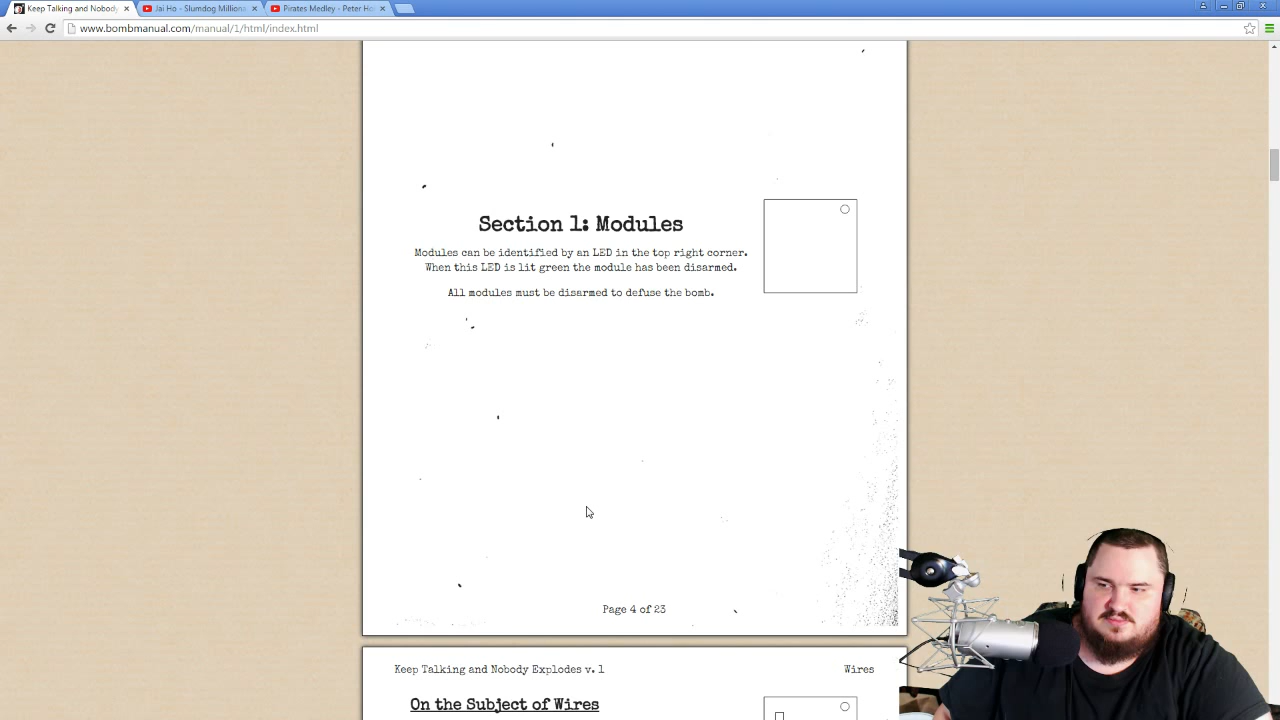 Keep Talking and Nobody
Jai Ho - Slumdog Million
Pirates Medley - Peter Ho
www.bombmanual.com/manual/1/html/index.html
Section 1: Modules
Modules can be identified by an LED in the top right corner.
When this LED is lit green the module has been disarmed.
All modules must be disarmed to defuse the bomb.
Page 4 of 23
Keep Talking and Nobody Explodes v. 1
Wires
On the Subject of Wires